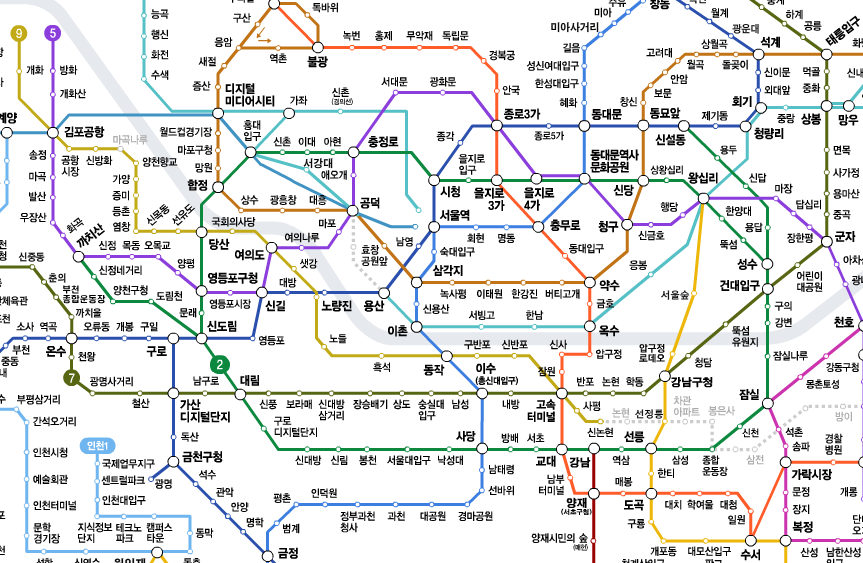 능곡
행신
화전
수색
9
5
개화
방화
개화산
계양
김포공항
송정
마곡
발산
우장산
화곡
까치산
공항
시장
신방화
마곡나루
양천향교
가양
증미
등촌
염창
신목동
선유도
구산
응암
역촌
독바위
불광
새절
증산
디지털
미디어시티
월드컵경기장
마포구청
망원
합정
녹번
홍제
무악재
독립문
경복궁
안국
가좌
신촌
(경의선)
홍대
입구
신촌
이대
아현
충정로
서강대
애오개
상수
광흥창
대흥
공덕
서대문
광화문
종로3가
종각
을지로
입구
시청
을지로
3가
을지로
4가
종로5가
동대문
동대문역사
문화공원
국회의사당
당산
여의도
여의나루
마포
효창
공원앞
남영
서울역
숙대입구
회현
명동
충무로
동대입구
삼각지
녹사평
이태원
한강진
버티고개
약수
신용산
용산
이촌
서빙고
한남
금호
옥수
미아
미아사거리
길음
성신여대입구
한성대입구
혜화
창동
수유
월계
광운대
석계
고려대
상월곡
월곡
돌곶이
안암
보문
창신
동묘앞
신설동
제기동
청량리
회기
신이문
외대앞
하계
공릉
태릉입구
화랑
먹골
중화
상봉
중랑
망우
신내
면목
사가정
용마산
중곡
군자
상왕십리
신당
청구
신금호
행당
왕십리
용두
신답
마장
답십리
장한평
한양대
뚝섬
용답
성수
건대입구
어린이
대공원
아차산
구의
강변
잠실나루
뚝섬
유원지
청담
응봉
서울숲
압구정
로데오
강남구청
압구정
신사
잠원
반포
논현
학동
고속
터미널
사평
논현
선정릉
차관
아파트
봉은사
신논현
교대
강남
역삼
선릉
삼성
종합
운동장
신천
삼전
석촌
송파
가락시장
잠실
몽촌토성
강동구청
천호
방이
경찰
병원
개롱
문정
장지
복정
산성
남한산성
입구
남부
터미널
양재
(서초구청)
양재시민의 숲
(매헌)
매봉
도곡
한티
구룡
대치
학여울
대청
일원
수서
개포동
대모산입구
신정
목동
오목교
신정네거리
양천구청
도림천
양평
영등포구청
영등포시장
문래
신도림
샛강
대방
신길
노량진
영등포
노들
흑석
구반포
신반포
동작
이수
(총신대입구)
내방
신중동
춘의
부천
종합운동장
까치울
소사
역곡
부천
중동
온수
오류동
개봉
구일
구로
천왕
7
광명사거리
철산
가산
디지털단지
남구로
2
대림
신풍
보라매
신대방
삼거리
장승배기
상도
숭실대
입구
남성
구로
디지털단지
신대방
신림
봉천
서울대입구
낙성대
사당
방배
서초
남태령
선바위
경마공원
대공원
과천
정부과천
청사
인덕원
평촌
범계
금정
명학
안양
관악
석수
독산
금천구청
광명
부평삼거리
간석오거리
인천시청
예술회관
인천터미널
문학
경기장
인천1
국제업무지구
센트럴파크
인천대입구
지식정보
단지
테크노
파크
캠퍼스
타운
동막